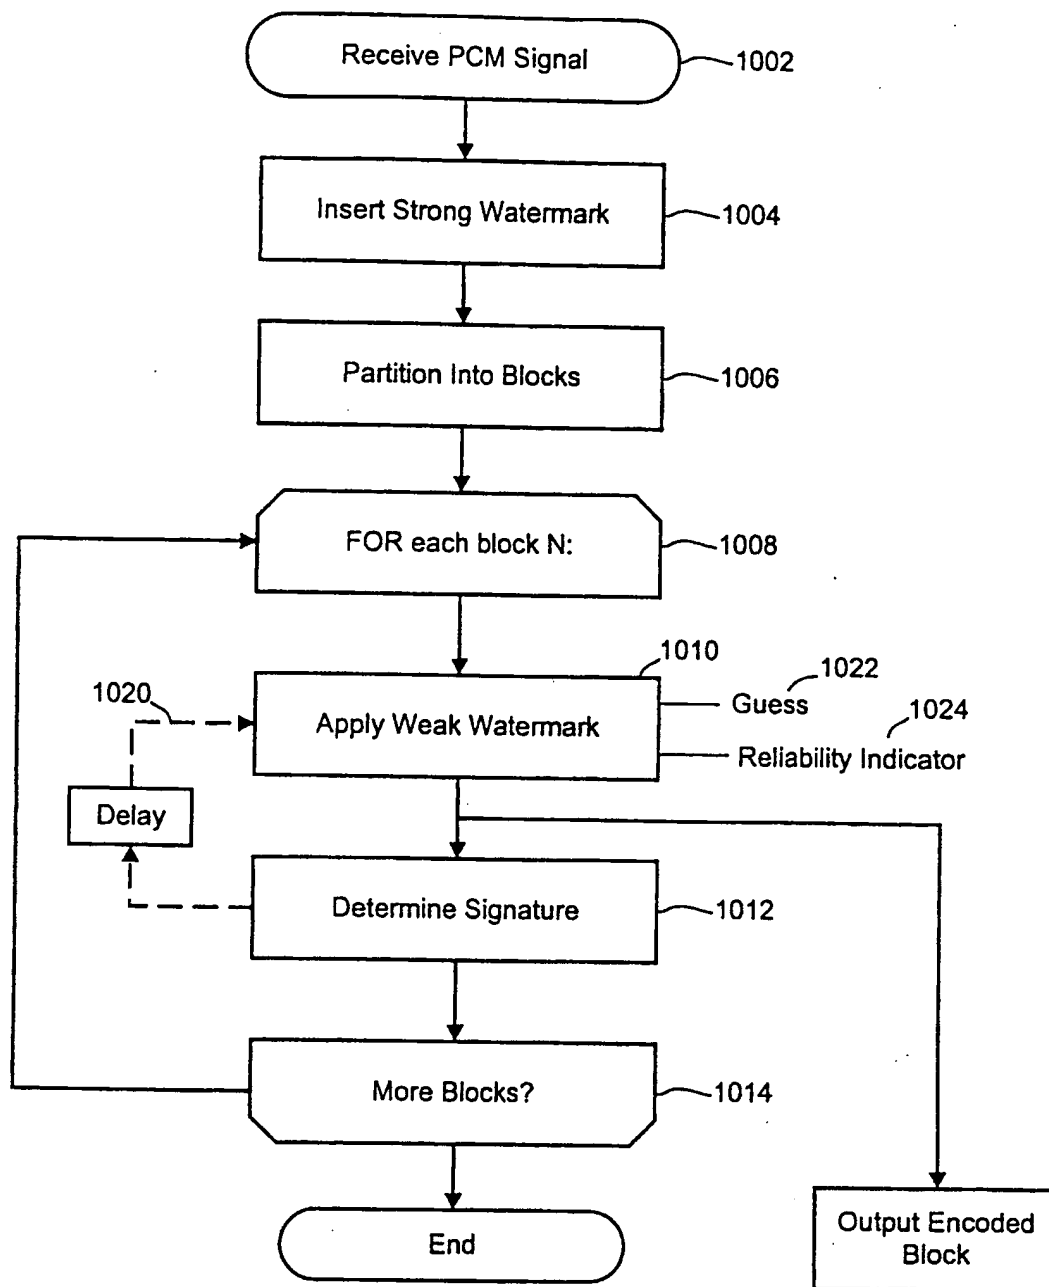 Receive PCM Signal
1002
Insert Strong Watermark
1004
Partition Into Blocks
1006
FOR each block N:
1008
1010
1022
Guess
1020
Apply Weak Watermark
1024
Reliability Indicator
Delay
Determine Signature
1012
More Blocks?
1014
End
Output Encoded
Block